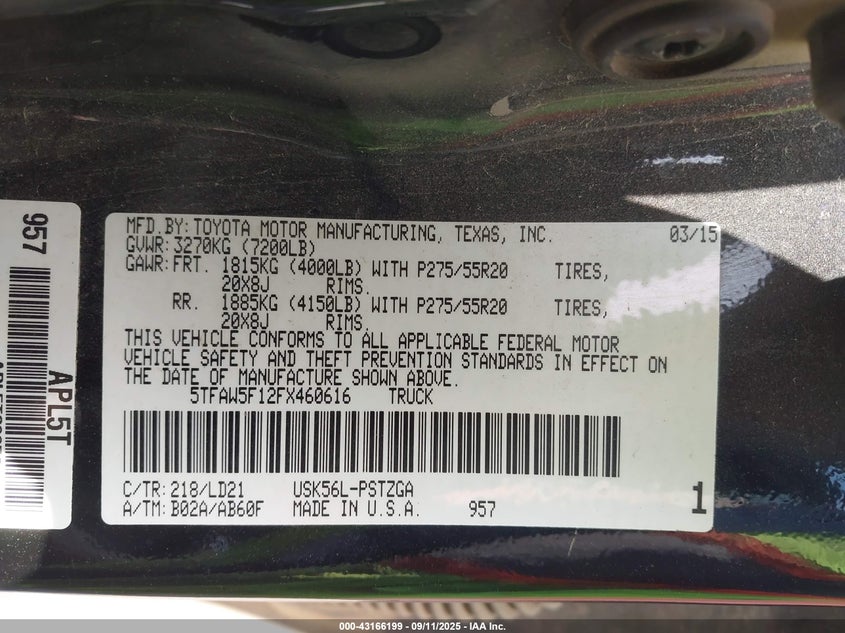 957
APL5T
MFD.BY: TOYOTA MOTOR MANUFACTURING, TEXAS, INC. 03/15
GVWR: 3270KG (7200LB)
GAWR: FRT. 1815KG (4000LB) WITH P275/55R20 TIRES,
20X8J RIMS.
RR. 1885KG (4150LB) WITH P275/55R20 TIRES,
20X8J RIMS.
THIS VEHICLE CONFORMS TO ALL APPLICABLE FEDERAL MOTOR
VEHICLE SAFETY AND THEFT PREVENTION STANDARDS IN EFFECT ON
THE DATE OF MANUFACTURE SHOWN ABOVE.
5TFAW5F12FX460616 TRUCK
C/TR: 218/LD21 USK56L-PSTZGA
A/TM: B02A/AB60F MADE IN U.S.A. 957 1
000-43166199 - 09/11/2025 - IAA Inc.